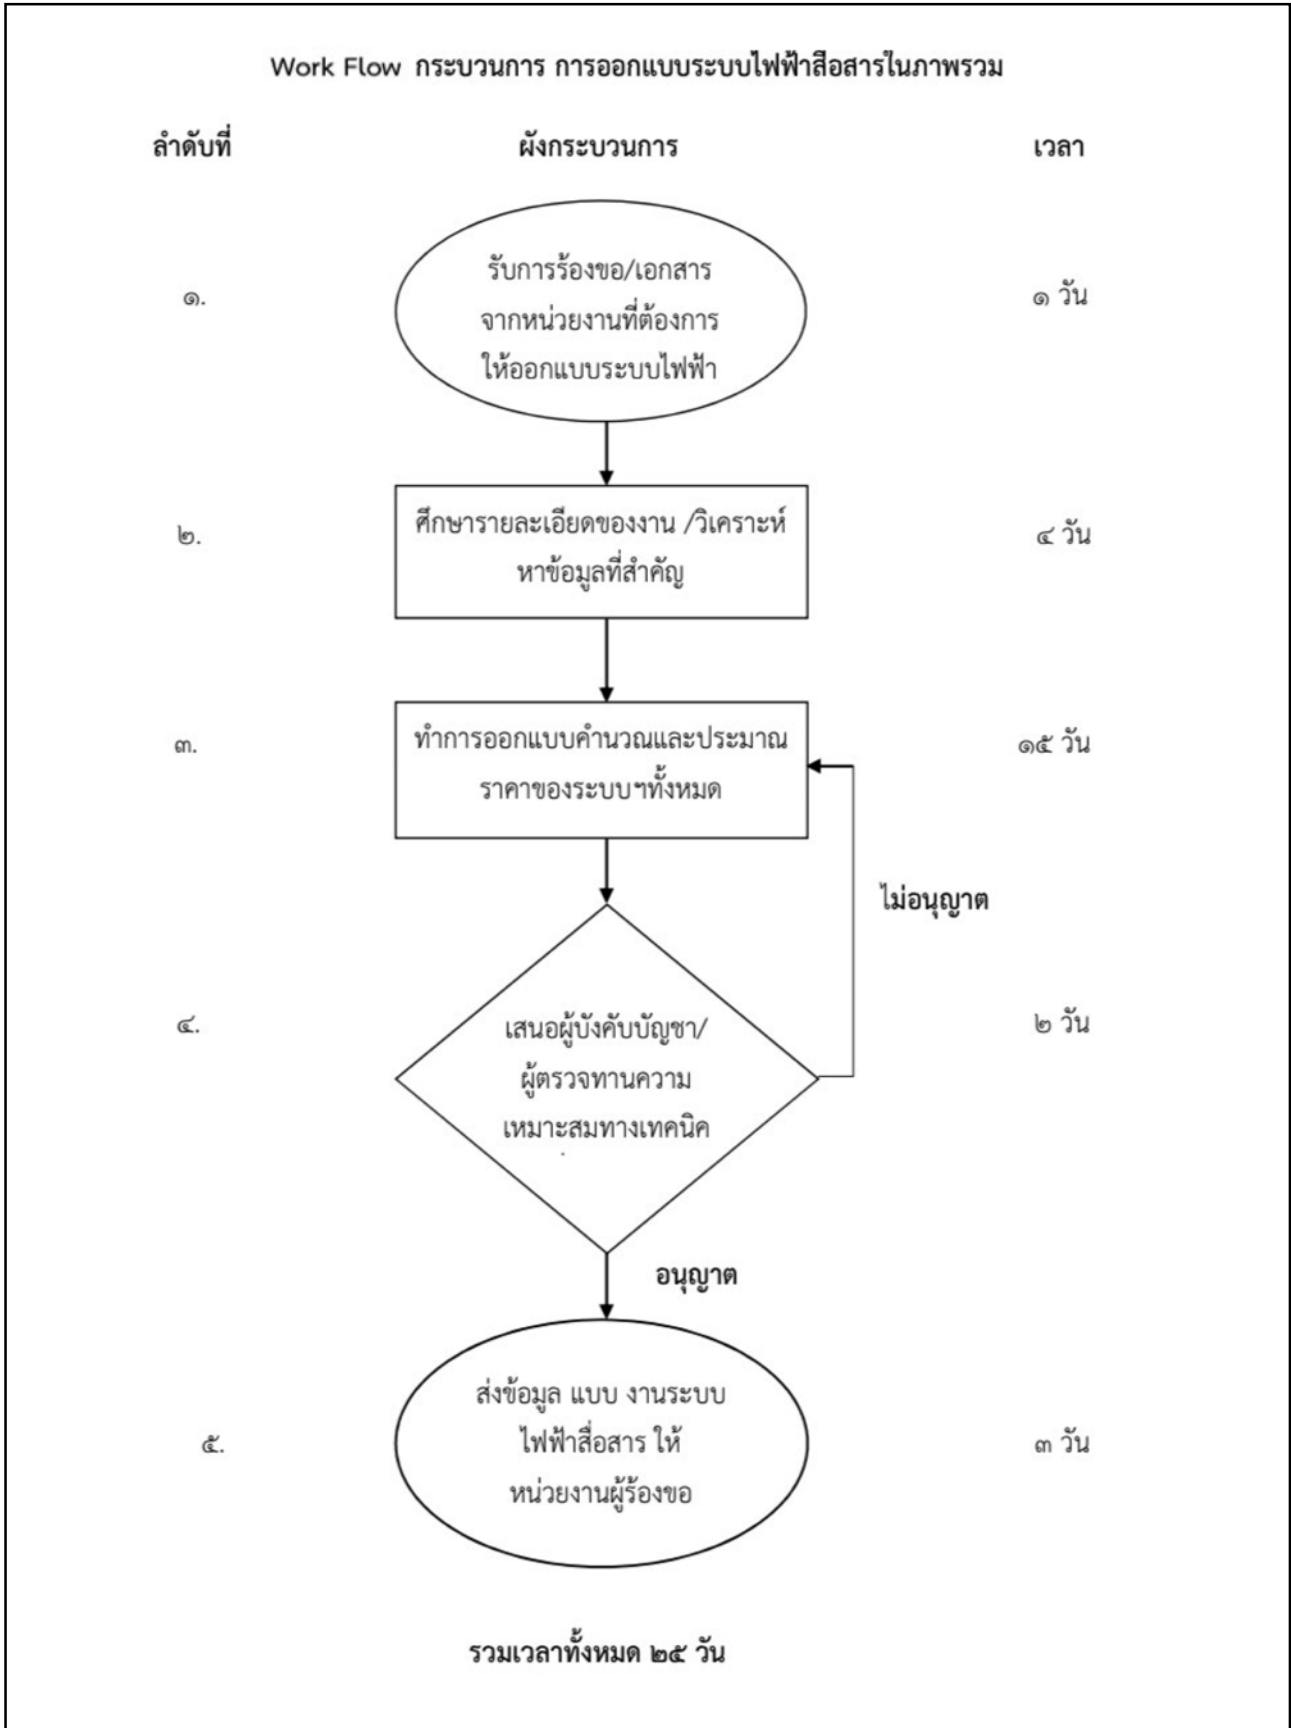 Work Flow กระบวนการ การออกแบบระบบไฟฟ้าสื่อสารในภาพรวม
ลำดับที่ ผังกระบวนการ เวลา
รับการร้องขอ/เอกสาร
๑. จากหน่วยงานที่ต้องการ ๑ วัน
ให้ออกแบบระบบไฟฟ้า
ศึกษารายละเอียดของงาน /วิเคราะห์
๒. หาข้อมูลที่สำคัญ ๔ วัน
ทำการออกแบบคำนวณและประมาณ
๓. ราคาของระบบฯทั้งหมด ๑๕ วัน
ไม่อนุญาต
เสนอผู้บังคับบัญชา/
๔. ผู้ตรวจทานความ ๒ วัน
เหมาะสมทางเทคนิค
อนุญาต
ส่งข้อมูล แบบ งานระบบ
๕. ไฟฟ้าสื่อสาร ให้ ๓ วัน
หน่วยงานผู้ร้องขอ
รวมเวลาทั้งหมด ๒๕ วัน